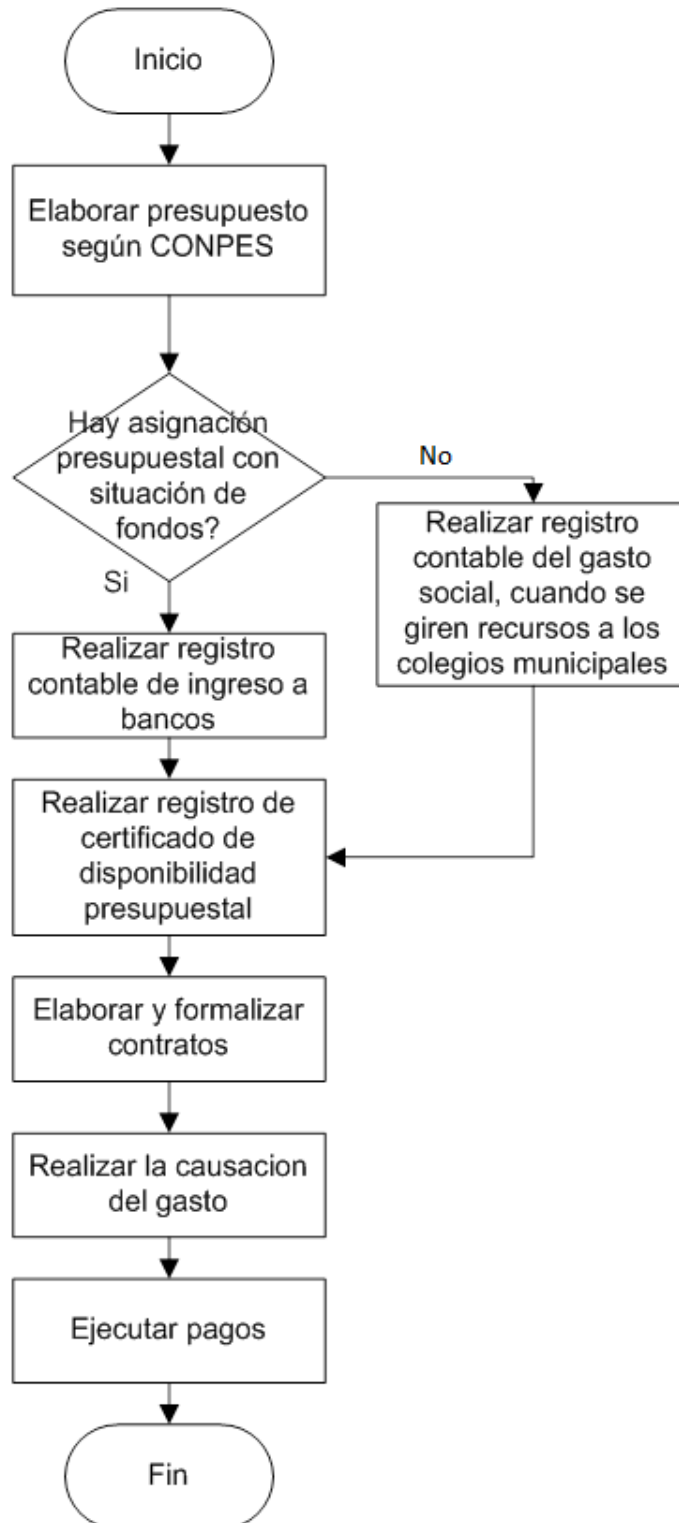 Inicio
Elaborar presupuesto
según CONPES
Hay asignación
presupuestal con
situación de
fondos?
No
Si
Realizar registro
contable del gasto
social, cuando se
giren recursos a los
colegios municipales
Realizar registro
contable de ingreso a
bancos
Realizar registro de
certificado de
disponibilidad
presupuestal
Elaborar y formalizar
contratos
Realizar la causacion
del gasto
Ejecutar pagos
Fin